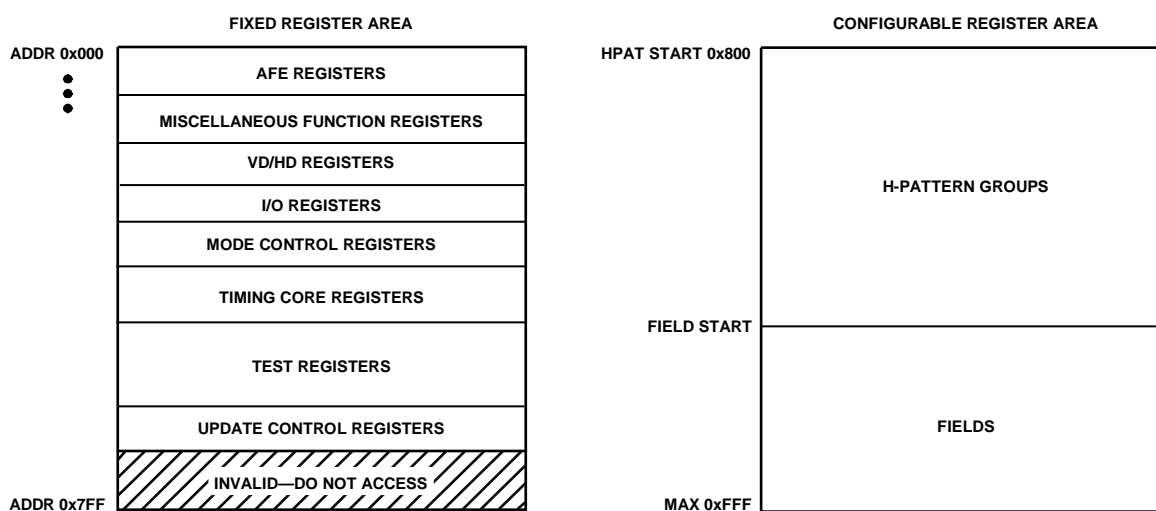 FIXED REGISTER AREA
ADDR 0x000
AFE REGISTERS
MISCELLANEOUS FUNCTION REGISTERS
VD/HD REGISTERS
I/O REGISTERS
MODE CONTROL REGISTERS
TIMING CORE REGISTERS
TEST REGISTERS
UPDATE CONTROL REGISTERS
INVALID—DO NOT ACCESS
ADDR 0x7FF
CONFIGURABLE REGISTER AREA
HPAT START 0x800
H-PATTERN GROUPS
FIELD START
FIELDS
MAX 0xFFF